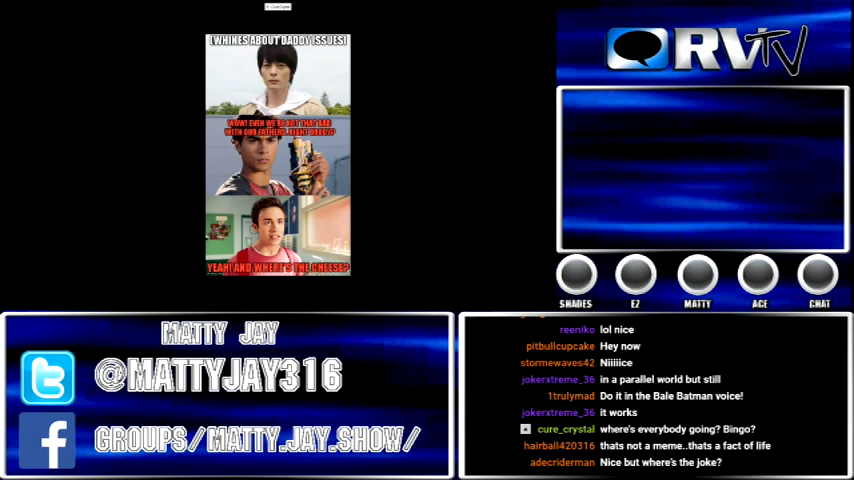 [WHINES ABOUT DADDY ISSUES]
WOW! EVEN WE'RE NOT THAT BAD
WITH OUR FATHERS, RIGHT BRODY?
YEAH! AND WHERE'S THE CHEESE?
RVTV
SHADES
EZ
MATTY
ACE
CHAT
MATTY JAY
@MATTYJAY316
GROUPS/MATTY.JAY.SHOW/
reeniko lol nice
pitbullcupcake Hey now
stormewaves42 Niiiiice
jokerxtreme_36 in a parallel world but still
1trulymad Do it in the Bale Batman voice!
jokerxtreme_36 it works
cure_crystal where's everybody going? Bingo?
hairball420316 thats not a meme..thats a fact of life
adecriderman Nice but where's the joke?